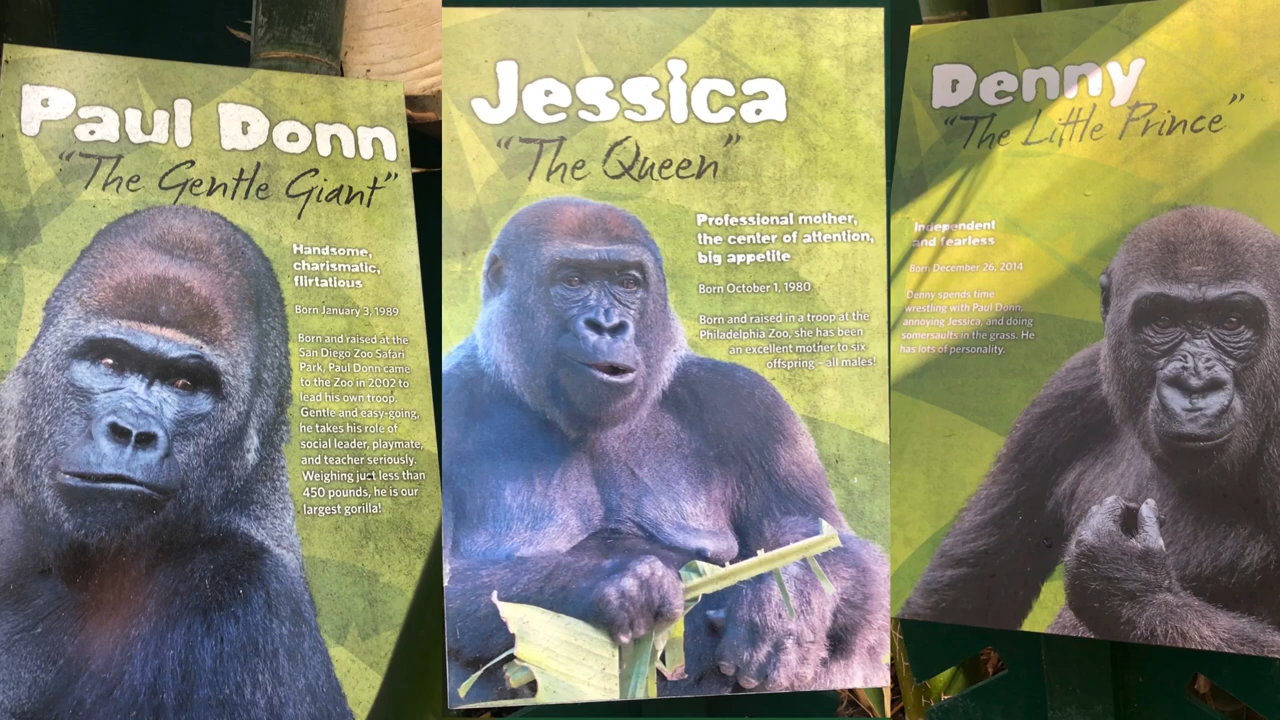 Paul Donn
"The Gentle Giant"
Handsome,
charismatic,
flirtatious
Born January 3, 1989
Born and raised at the
San Diego Zoo Safari
Park, Paul Donn came
to the Zoo in 2002 to
lead his own troop.
Gentle and easy-going,
he takes his role of
social leader, playmate,
and teacher seriously.
Weighing just less than
450 pounds, he is our
largest gorilla!
Jessica
"The Queen"
Professional mother,
the center of attention,
big appetite
Born October 1, 1980
Born and raised in a troop at the
Philadelphia Zoo, she has been
an excellent mother to six
offspring – all males!
Denny
"The Little Prince"
Independent
and fearless
Born December 26, 2014
Denny spends time
wrestling with Paul Donn,
annoying Jessica, and doing
somersaults in the grass. He
has lots of personality.